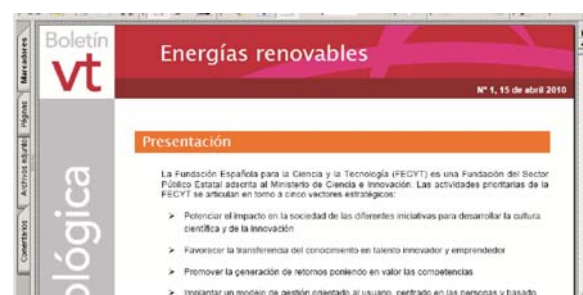 Boletín
vt
Energías renovables
Nº 1, 15 de abril 2010
Marcadores
Páginas
Archivos adjunto
Comentarios
ológica
Presentación
La Fundación Española para la Ciencia y la Tecnología (FECYT) es una Fundación del Sector
Público Estatal adscrita al Ministerio de Ciencia e Innovación. Las actividades prioritarias de la
FECYT se articulan en torno a cinco vectores estratégicos:
➤ Potenciar el impacto en la sociedad de las diferentes iniciativas para desarrollar la cultura
científica y de la innovación
➤ Favorecer la transferencia del conocimiento en talento innovador y emprendedor
➤ Promover la generación de retornos poniendo en valor las competencias
➤ Implantar un modelo de gestión orientado al usuario, centrado en las personas y basado